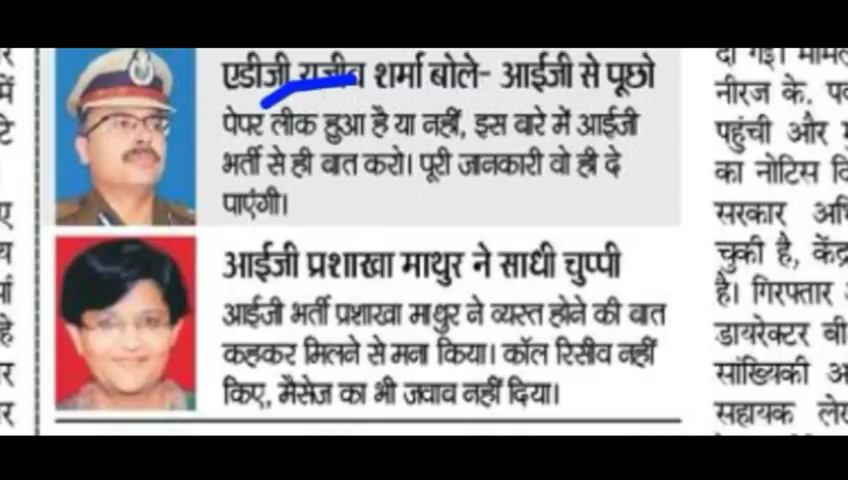 एडीजी राजीव शर्मा बोले- आईजी से पूछो
पेपर लीक हुआ है या नहीं, इस बारे में आईजी
भर्ती से ही बात करो। पूरी जानकारी वो ही दे
पाएंगी।
आईजी प्रशाखा माथुर ने साधी चुप्पी
आईजी भर्ती प्रशाखा माथुर ने व्यस्त होने की बात
कहकर मिलने से मना किया। कॉल रिसीव नहीं
किए, मैसेज का भी जवाब नहीं दिया।
नीरज के.
पहुंची और
का नोटिस
सरकार
चुकी है,
है। गिरफ्तार
डायरेक्टर
सांख्यिकी
सहायक